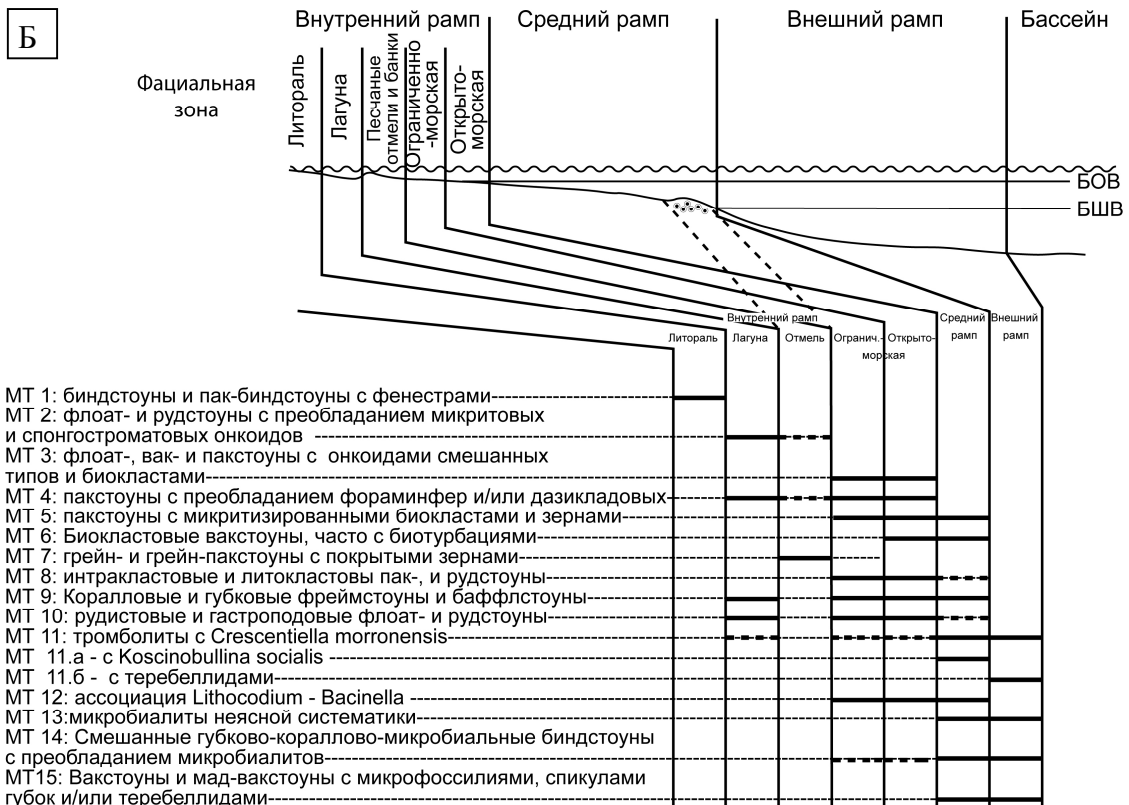 Б
Внутренний рамп Средний рамп Внешний рамп Бассейн
Фациальная
зона
Литораль
Лагуна
Песчаные
отмели и банки
Ограниченно
-морская
Открыто-
морская
БОВ
БШВ
Внутренний рамп
Средний
рамп
Внешний
рамп
Литораль Лагуна Отмель Огранич.- Открыто-
морская
МТ 1: биндстоуны и пак-биндстоуны с фенестрами
МТ 2: флоат- и рудстоуны с преобладанием микритовых
и спонгостроматовых онкоидов
МТ 3: флоат-, вак- и пакстоуны с онкоидами смешанных
типов и биокластами
МТ 4: пакстоуны с преобладанием фораминфер и/или дазикладовых
МТ 5: пакстоуны с микритизированными биокластами и зернами
МТ 6: Биокластовые вакстоуны, часто с биотурбациями
МТ 7: грейн- и грейн-пакстоуны с покрытыми зернами
МТ 8: интракластовые и литокластовы пак-, и рудстоуны
МТ 9: Коралловые и губковые фреймстоуны и баффлстоуны
МТ 10: рудистовые и гастроподовые флоат- и рудстоуны
МТ 11: тромболиты с Crescentiella morronensis
МТ 11.а - с Koscinobullina socialis
МТ 11.б - с теребеллидами
МТ 12: ассоциация Lithocodium - Bacinella
МТ 13:микробиалиты неясной систематики
МТ 14: Смешанные губково-кораллово-микробиальные биндстоуны
с преобладанием микробиалитов
МТ15: Вакстоуны и мад-вакстоуны с микрофоссилиями, спикулами
губок и/или теребеллидами